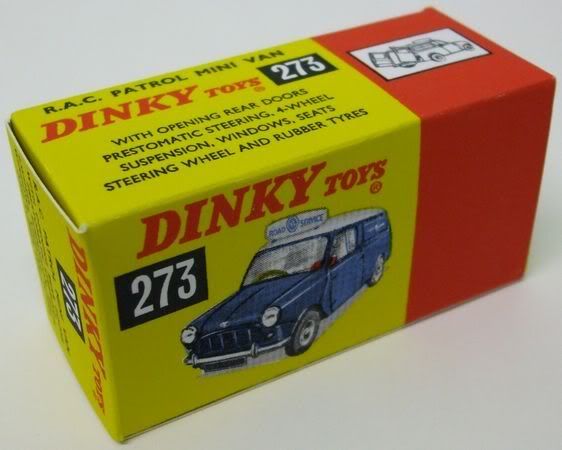 R.A.C. PATROL MINI VAN
DINKY TOYS® 273
WITH OPENING REAR DOORS
PRESTOMATIC STEERING, 4-WHEEL
SUSPENSION, WINDOWS, SEATS
STEERING WHEEL AND RUBBER TYRES
DINKY TOYS®
273
ROAD SERVICE
DINKY TOYS
273